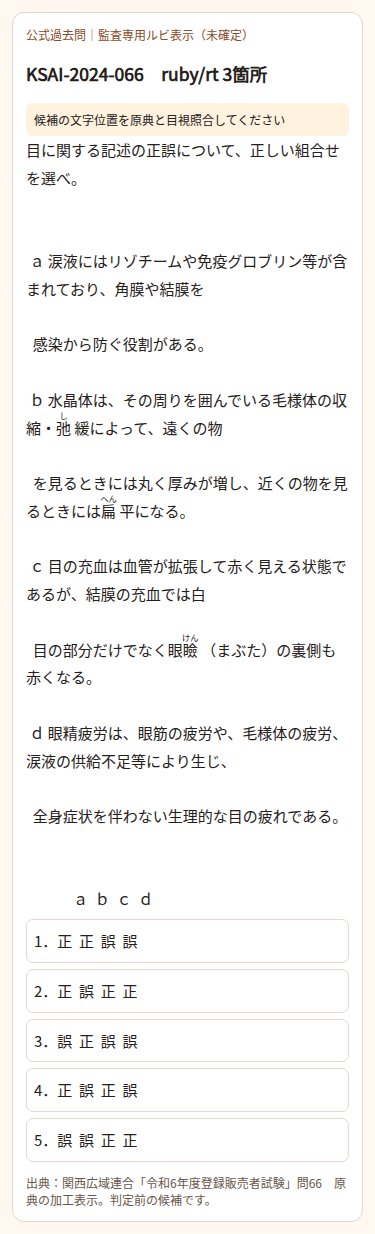 公式過去問｜監査専用ルビ表示（未確定）
KSAI-2024-066　ruby/rt 3箇所
候補の文字位置を原典と目視照合してください
目に関する記述の正誤について、正しい組合せ
を選べ。
ａ 涙液にはリゾチームや免疫グロブリン等が含
まれており、角膜や結膜を
感染から防ぐ役割がある。
ｂ 水晶体は、その周りを囲んでいる毛様体の収
し
縮・弛 緩によって、遠くの物
を見るときには丸く厚みが増し、近くの物を見
へん
るときには扁 平になる。
ｃ 目の充血は血管が拡張して赤く見える状態で
あるが、結膜の充血では白
けん
目の部分だけでなく眼瞼 （まぶた）の裏側も
赤くなる。
ｄ 眼精疲労は、眼筋の疲労や、毛様体の疲労、
涙液の供給不足等により生じ、
全身症状を伴わない生理的な目の疲れである。
ａ ｂ ｃ ｄ
1．正 正 誤 誤
2．正 誤 正 正
3．誤 正 誤 誤
4．正 誤 正 誤
5．誤 誤 正 正
出典：関西広域連合「令和6年度登録販売者試験」問66　原
典の加工表示。判定前の候補です。